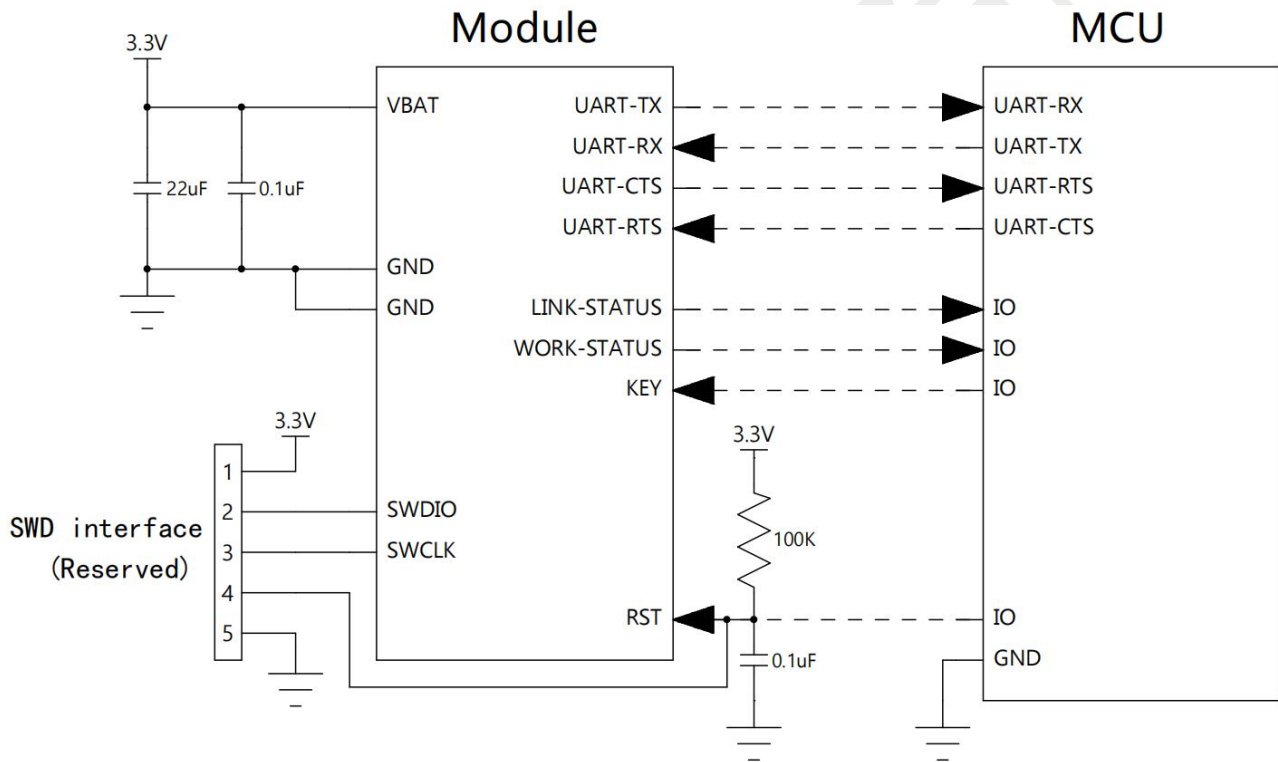 Module
MCU
3.3V
VBAT
UART-TX
UART-RX
UART-RX
UART-TX
22uF
0.1uF
UART-CTS
UART-RTS
UART-RTS
UART-CTS
GND
GND
LINK-STATUS
IO
WORK-STATUS
IO
KEY
IO
3.3V
3.3V
1
2
SWDIO
SWD interface
3
SWCLK
100K
(Reserved)
4
5
RST
IO
0.1uF
GND